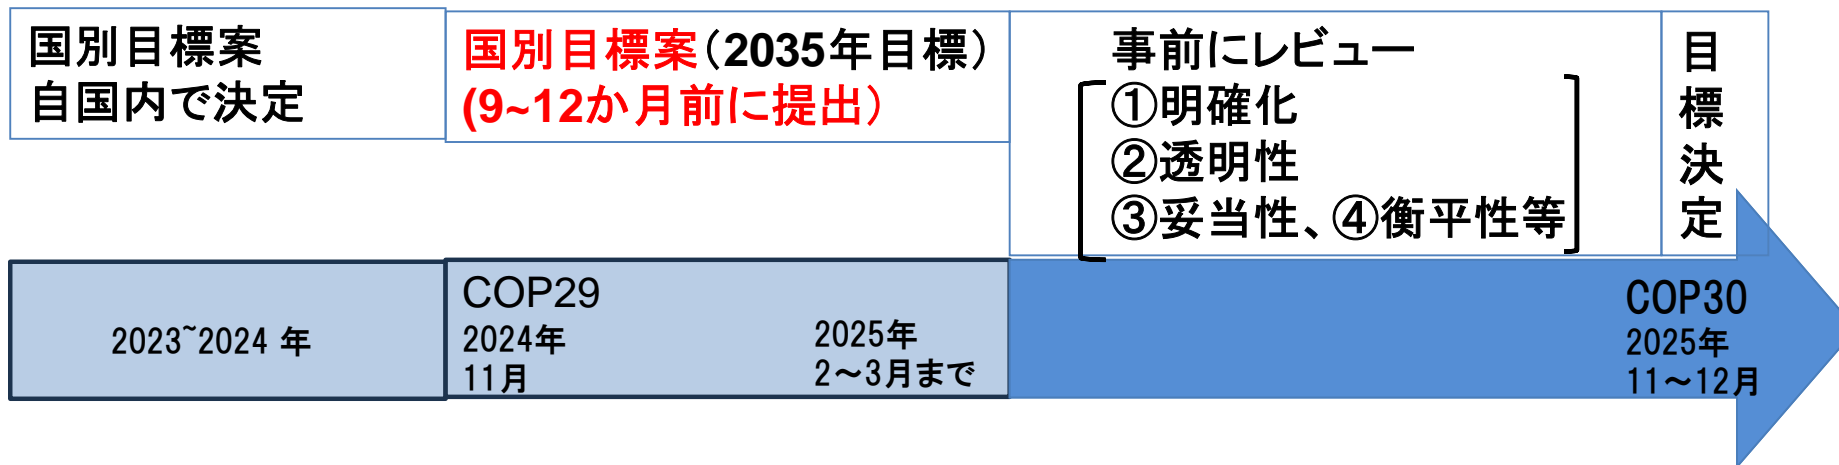 国別目標案
自国内で決定
国別目標案（2035年目標）
(9~12か月前に提出）
事前にレビュー
①明確化
②透明性
③妥当性、④衡平性等
目
標
決
定
2023~2024 年
COP29
2024年
11月
2025年
2～3月まで
COP30
2025年
11～12月